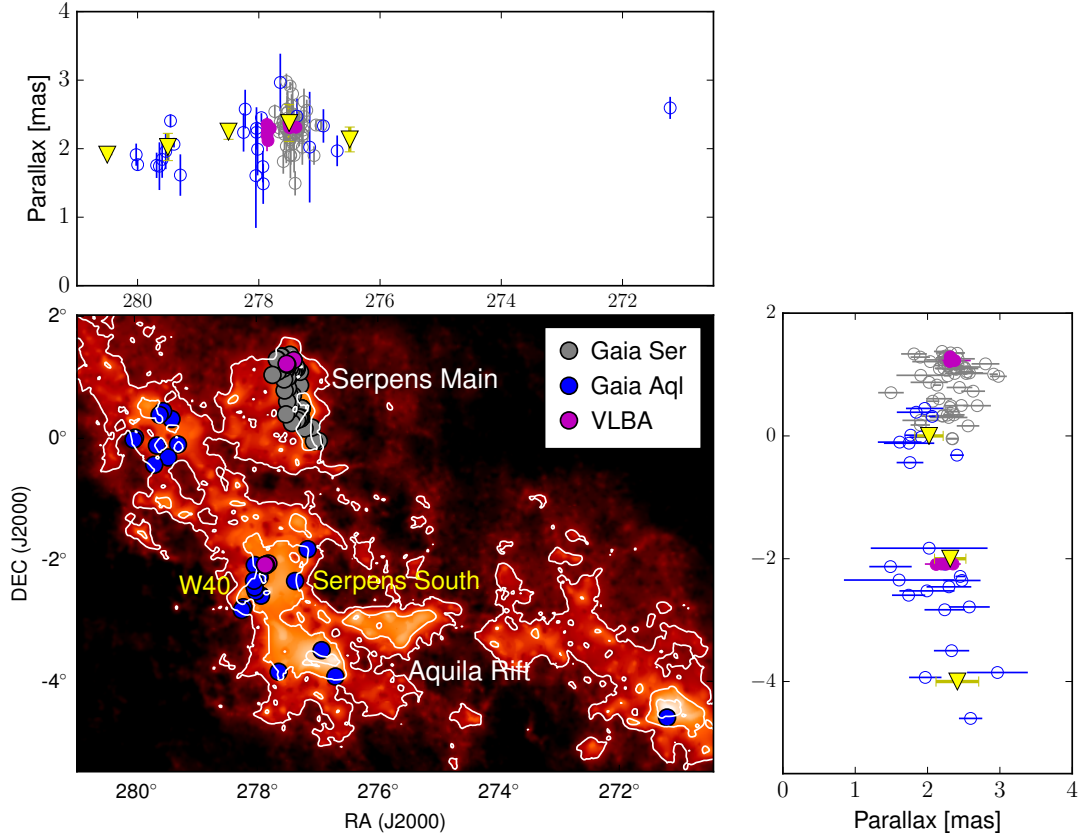 4
3
2
1
0
Parallax [mas]
280
278
276
274
272
2°
0°
-2°
-4°
DEC (J2000)
Gaia Ser
Gaia Aql
VLBA
Serpens Main
W40
Serpens South
Aquila Rift
280°
278°
276°
274°
272°
RA (J2000)
2
0
−2
−4
0
1
2
3
4
Parallax [mas]